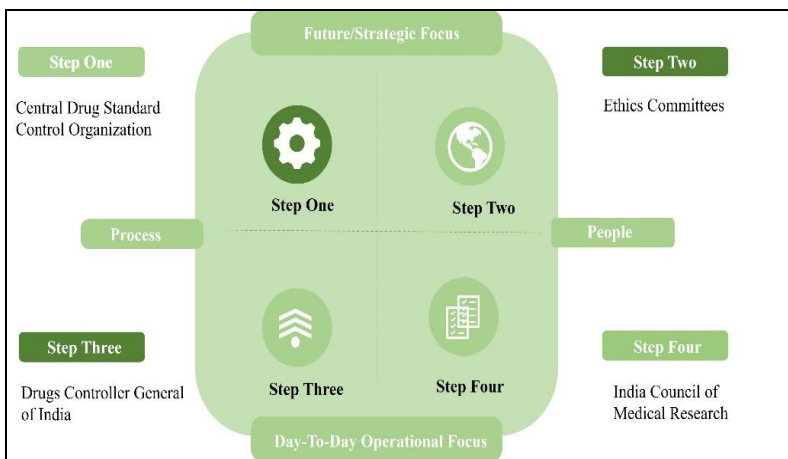 Future/Strategic Focus
Step One
Central Drug Standard
Control Organization
Step Two
Ethics Committees
Step One
Step Two
Process
People
Step Three
Drugs Controller General
of India
Step Three
Step Four
Step Four
India Council of
Medical Research
Day-To-Day Operational Focus